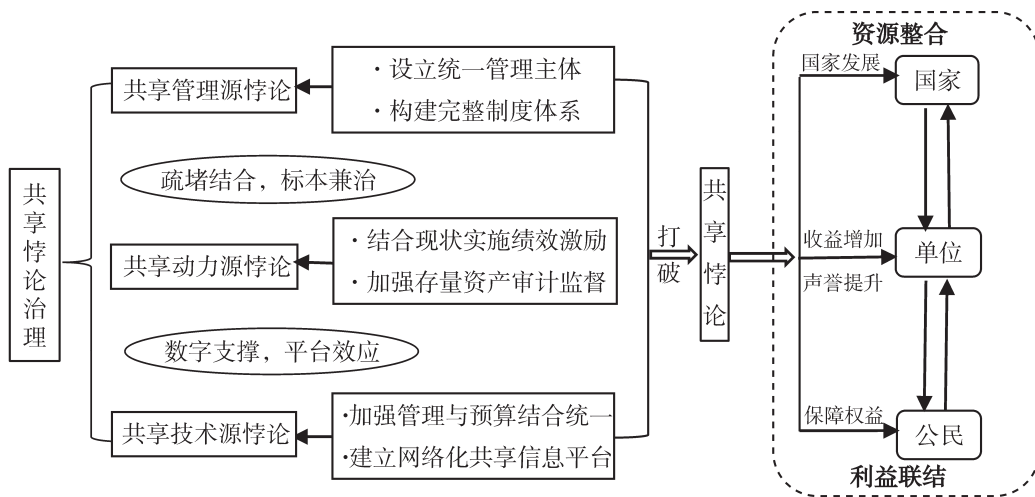 共享悖论治理
共享管理源悖论
·设立统一管理主体
·构建完整制度体系
疏堵结合，标本兼治
共享动力源悖论
·结合现状实施绩效激励
·加强存量资产审计监督
数字支撑，平台效应
共享技术源悖论
·加强管理与预算结合统一
·建立网络化共享信息平台
打
破
共享悖论
资源整合
国家发展
国家
收益增加
声誉提升
单位
保障权益
公民
利益联结